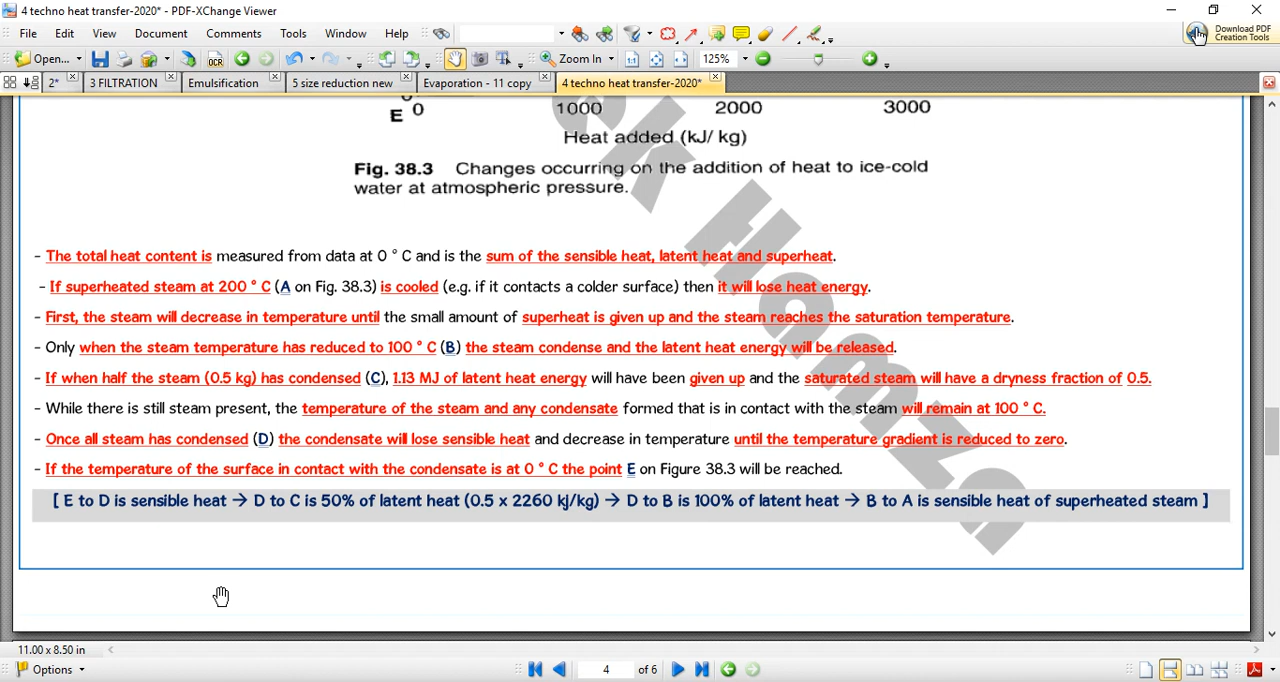 4 techno heat transfer-2020* - PDF-XChange Viewer
File Edit View Document Comments Tools Window Help
Download PDF
Creation Tools
Open... OCR Zoom In 125%
2* 3 FILTRATION Emulsification 5 size reduction new Evaporation - 11 copy 4 techno heat transfer-2020*
E 0 1000 2000 3000
Heat added (kJ/ kg)
Fig. 38.3 Changes occurring on the addition of heat to ice-cold
water at atmospheric pressure.
- The total heat content is measured from data at 0 ° C and is the sum of the sensible heat, latent heat and superheat.
- If superheated steam at 200 ° C (A on Fig. 38.3) is cooled (e.g. if it contacts a colder surface) then it will lose heat energy.
- First, the steam will decrease in temperature until the small amount of superheat is given up and the steam reaches the saturation temperature.
- Only when the steam temperature has reduced to 100 ° C (B) the steam condense and the latent heat energy will be released.
- If when half the steam (0.5 kg) has condensed (C), 1.13 MJ of latent heat energy will have been given up and the saturated steam will have a dryness fraction of 0.5.
- While there is still steam present, the temperature of the steam and any condensate formed that is in contact with the steam will remain at 100 ° C.
- Once all steam has condensed (D) the condensate will lose sensible heat and decrease in temperature until the temperature gradient is reduced to zero.
- If the temperature of the surface in contact with the condensate is at 0 ° C the point E on Figure 38.3 will be reached.
[ E to D is sensible heat → D to C is 50% of latent heat (0.5 x 2260 kj/kg) → D to B is 100% of latent heat → B to A is sensible heat of superheated steam ]
ek Hamza
11.00 x 8.50 in
Options 4 of 6